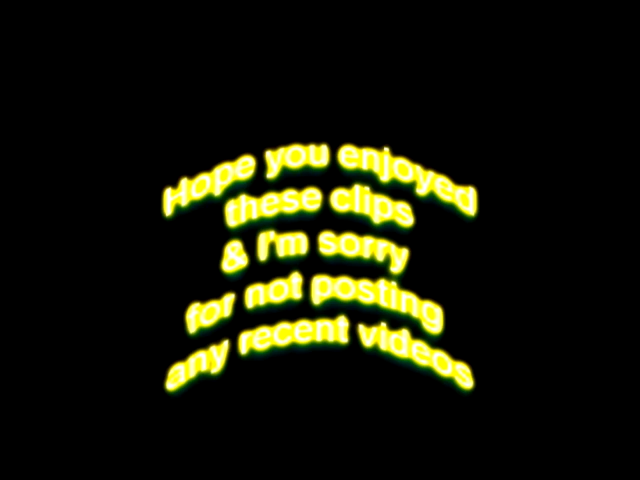 Hope you enjoyed
these clips
& I'm sorry
for not posting
any recent videos